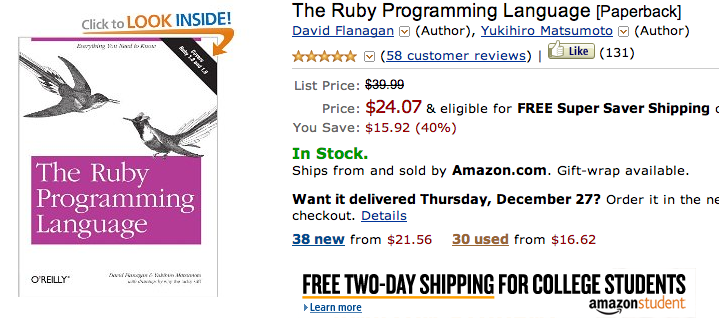 Click to LOOK INSIDE!
Everything You Need to Know
Covers
Ruby 1.8 and 1.9
The Ruby
Programming
Language
O'REILLY
David Flanagan & Yukihiro Matsumoto
The Ruby Programming Language [Paperback]
David Flanagan (Author), Yukihiro Matsumoto (Author)
(58 customer reviews) | Like (131)
List Price: $39.99
Price: $24.07 & eligible for FREE Super Saver Shipping
You Save: $15.92 (40%)
In Stock.
Ships from and sold by Amazon.com. Gift-wrap available.
Want it delivered Thursday, December 27? Order it in the ne
checkout. Details
38 new from $21.56 30 used from $16.62
FREE TWO-DAY SHIPPING FOR COLLEGE STUDENTS
Learn more
amazonstudent